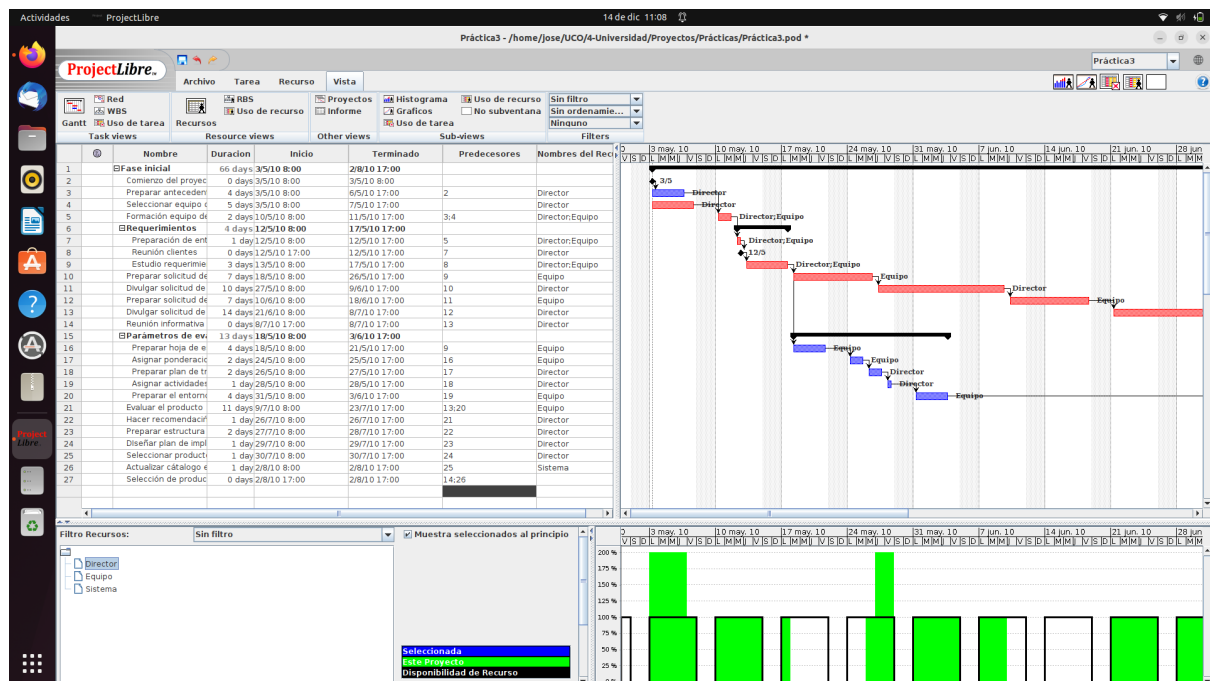 Actividades ProjectLibre 14 de dic 11:08
Práctica3 - /home/jose/UCO/4-Universidad/Proyectos/Prácticas/Práctica3.pod *
ProjectLibre
Práctica3
Archivo Tarea Recurso Vista
Red RBS Proyectos Histograma Uso de recurso Sin filtro
WBS Uso de recurso Informe Graficos No subventana Sin ordenamie...
Gantt Uso de tarea Recursos Uso de tarea Ninguno
Task views Resource views Other views Sub-views Filters
Nombre Duracion Inicio Terminado Predecesores Nombres del Rec
1 Fase inicial 66 days 3/5/10 8:00 2/8/10 17:00
2 Comienzo del proyec 0 days 3/5/10 8:00 3/5/10 8:00
3 Preparar anteceden 4 days 3/5/10 8:00 6/5/10 17:00 2 Director
4 Seleccionar equipo 5 days 3/5/10 8:00 7/5/10 17:00 Director
5 Formación equipo de 2 days 10/5/10 8:00 11/5/10 17:00 3;4 Director;Equipo
6 Requerimientos 4 days 12/5/10 8:00 17/5/10 17:00
7 Preparación de ent 1 day 12/5/10 8:00 12/5/10 17:00 5 Director;Equipo
8 Reunión clientes 0 days 12/5/10 17:00 12/5/10 17:00 7 Director
9 Estudio requerimie 3 days 13/5/10 8:00 17/5/10 17:00 8 Director;Equipo
10 Preparar solicitud de 7 days 18/5/10 8:00 26/5/10 17:00 9 Equipo
11 Divulgar solicitud de 10 days 27/5/10 8:00 9/6/10 17:00 10 Director
12 Preparar solicitud de 7 days 10/6/10 8:00 18/6/10 17:00 11 Equipo
13 Divulgar solicitud de 14 days 21/6/10 8:00 8/7/10 17:00 12 Director
14 Reunión informativa 0 days 8/7/10 17:00 8/7/10 17:00 13 Director
15 Parámetros de eva 13 days 18/5/10 8:00 3/6/10 17:00
16 Preparar hoja de e 4 days 18/5/10 8:00 21/5/10 17:00 9 Equipo
17 Asignar ponderacio 2 days 24/5/10 8:00 25/5/10 17:00 16 Equipo
18 Preparar plan de tr 2 days 26/5/10 8:00 27/5/10 17:00 17 Director
19 Asignar actividades 1 day 28/5/10 8:00 28/5/10 17:00 18 Director
20 Preparar el entorno 4 days 31/5/10 8:00 3/6/10 17:00 19 Equipo
21 Evaluar el producto 11 days 9/7/10 8:00 23/7/10 17:00 13;20 Equipo
22 Hacer 1 day 26/7/10 8:00 26/7/10 17:00 21 Director
23 Preparar estructura 2 days 27/7/10 8:00 28/7/10 17:00 22 Director
24 Diseñar plan de impl 1 day 29/7/10 8:00 29/7/10 17:00 23 Director
25 Seleccionar product 1 day 30/7/10 8:00 30/7/10 17:00 24 Director
26 Actualizar cátalogo e 1 day 2/8/10 8:00 2/8/10 17:00 25 Sistema
27 Selección de produc 0 days 2/8/10 17:00 2/8/10 17:00 14;26
3 may. 10 10 may. 10 17 may. 10 24 may. 10 31 may. 10 7 jun. 10 14 jun. 10 21 jun. 10 28 jun
V S D L M M J V S D L M M J V S D L M M J V S D L M M J V S D L M M J V S D L M M J V S D L M M J V S D L M M J V S D L M M
3/5
Director
Director
Director;Equipo
Director;Equipo
12/5
Director;Equipo
Equipo
Director
Equipo
Equipo
Equipo
Director
Director
Equipo
Filtro Recursos: Sin filtro Muestra seleccionados al principio
Director
Equipo
Sistema
Seleccionada
Este Proyecto
Disponibilidad de Recurso
3 may. 10 10 may. 10 17 may. 10 24 may. 10 31 may. 10 7 jun. 10 14 jun. 10 21 jun. 10 28 jun
V S D L M M J V S D L M M J V S D L M M J V S D L M M J V S D L M M J V S D L M M J V S D L M M J V S D L M M J V S D L M M
200 %
175 %
150 %
125 %
100 %
75 %
50 %
25 %
Project
Libre